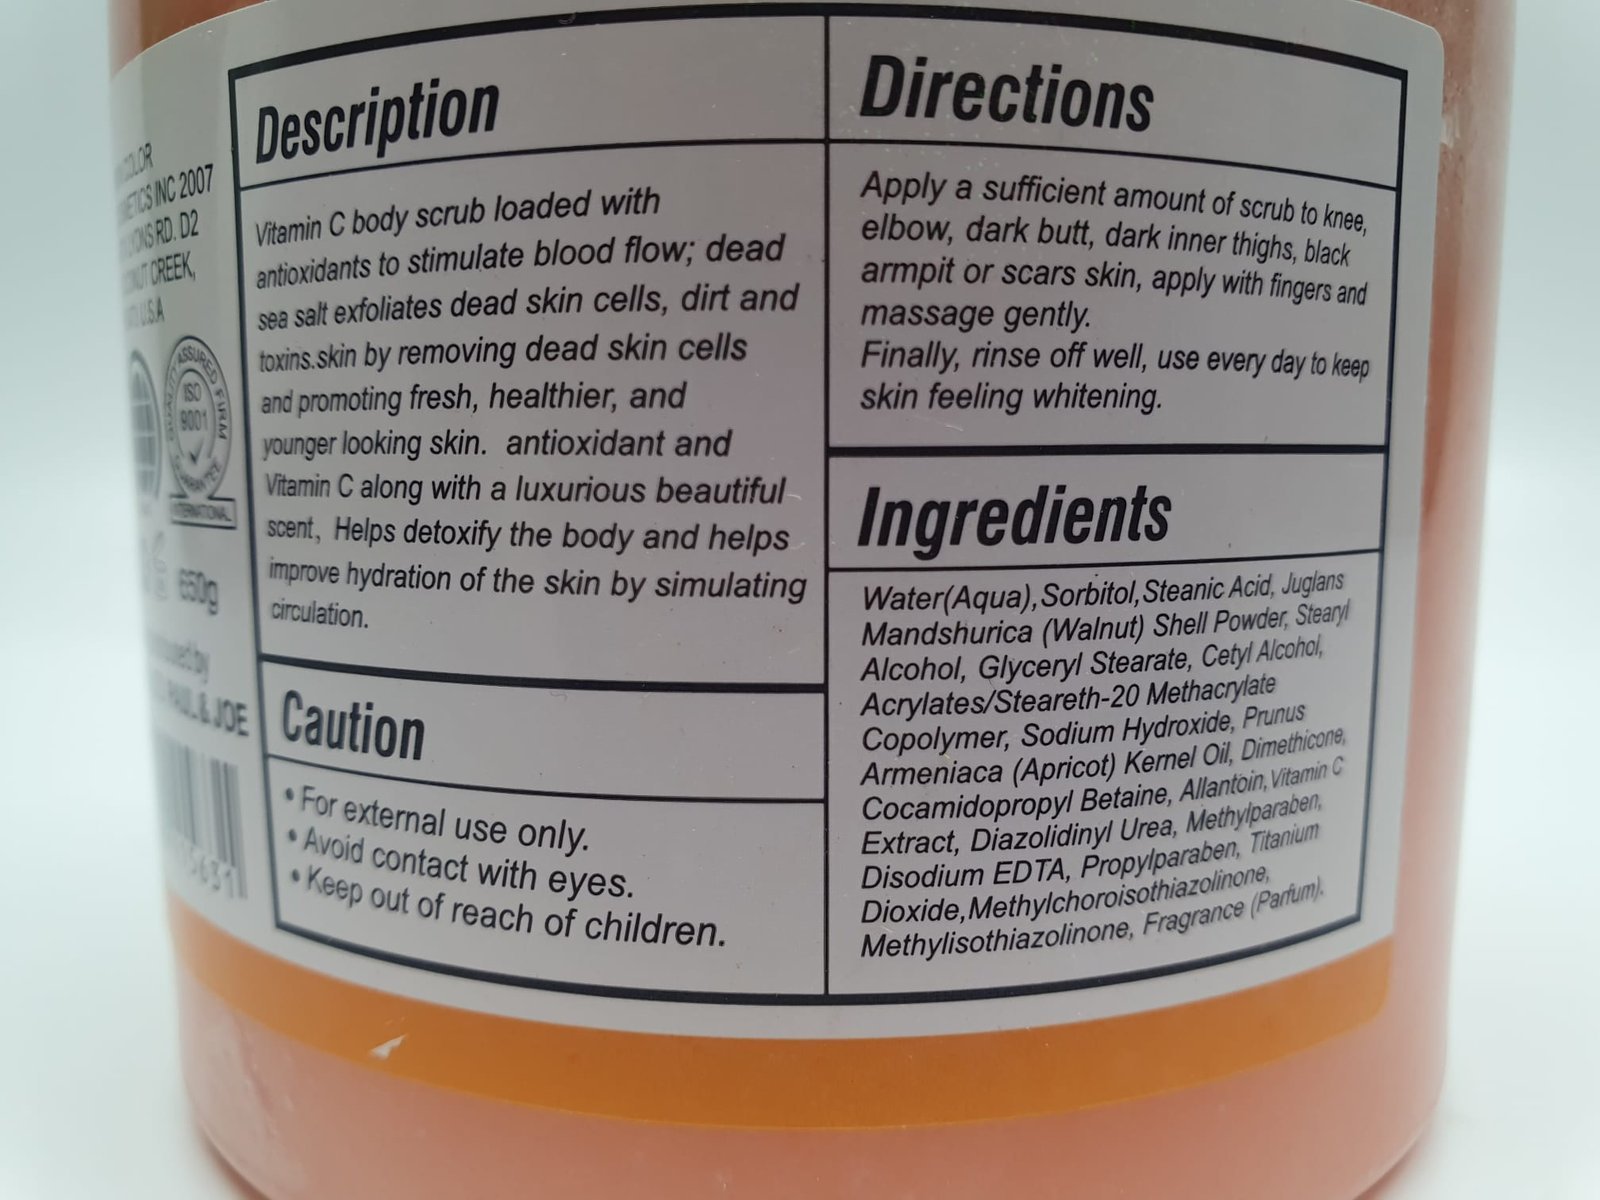 COLOR
INC 2007
RD. D2
CREEK,
U.S.A
ASSURED FIRM
ISO
9001
INTERNATIONAL
650g
by
PAUL & JOE
5631
Description
Vitamin C body scrub loaded with
antioxidants to stimulate blood flow; dead
sea salt exfoliates dead skin cells, dirt and
toxins.skin by removing dead skin cells
and promoting fresh, healthier, and
younger looking skin. antioxidant and
Vitamin C along with a luxurious beautiful
scent, Helps detoxify the body and helps
improve hydration of the skin by simulating
circulation.
Caution
• For external use only.
• Avoid contact with eyes.
• Keep out of reach of children.
Directions
Apply a sufficient amount of scrub to knee,
elbow, dark butt, dark inner thighs, black
armpit or scars skin, apply with fingers and
massage gently.
Finally, rinse off well, use every day to keep
skin feeling whitening.
Ingredients
Water(Aqua),Sorbitol,Steanic Acid, Juglans
Mandshurica (Walnut) Shell Powder, Stearyl
Alcohol, Glyceryl Stearate, Cetyl Alcohol,
Acrylates/Steareth-20 Methacrylate
Copolymer, Sodium Hydroxide, Prunus
Armeniaca (Apricot) Kernel Oil, Dimethicone,
Cocamidopropyl Betaine, Allantoin,Vitamin C
Extract, Diazolidinyl Urea, Methylparaben,
Disodium EDTA, Propylparaben, Titanium
Dioxide,Methylchoroisothiazolinone,
Methylisothiazolinone, Fragrance (Parfum).